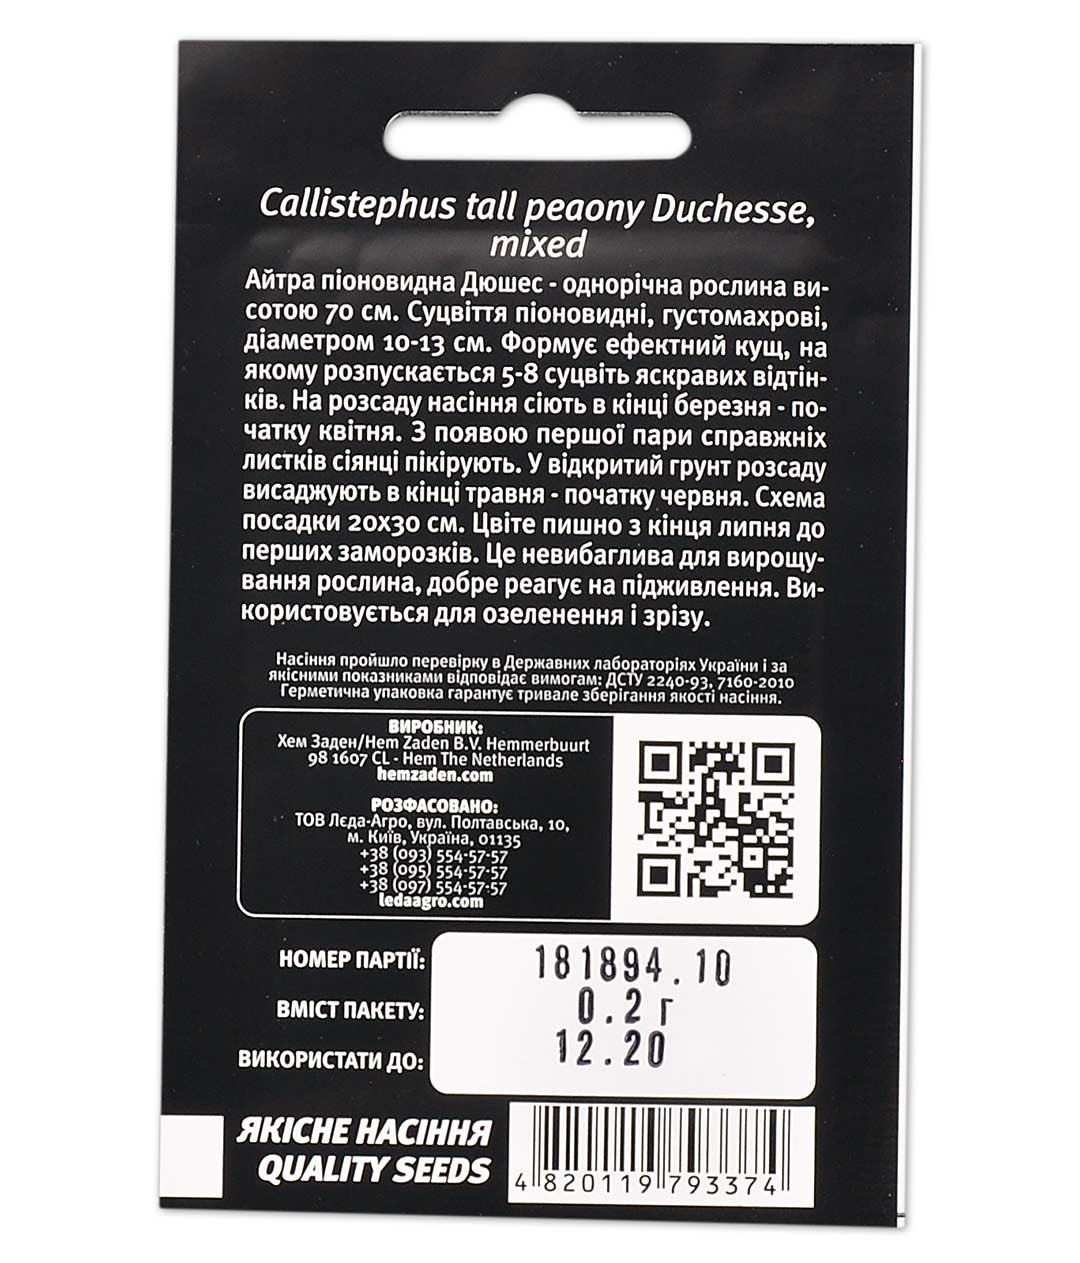 Callistephus tall peaony Duchesse,
mixed
Айтра піоновидна Дюшес - однорічна рослина ви-
сотою 70 см. Суцвіття піоновидні, густомахрові,
діаметром 10-13 см. Формує ефектний кущ, на
якому розпускається 5-8 суцвіть яскравих відтін-
ків. На розсаду насіння сіють в кінці березня - по-
чатку квітня. З появою першої пари справжніх
листків сіянці пікірують. У відкритий грунт розсаду
висаджують в кінці травня - початку червня. Схема
посадки 20х30 см. Цвіте пишно з кінця липня до
перших заморозків. Це невибаглива для вирощу-
вання рослина, добре реагує на підживлення. Ви-
користовується для озеленення і зрізу.
Насіння пройшло перевірку в Державних лабораторіях України і за
якісними показниками відповідає вимогам: ДСТУ 2240-93, 7160-2010
Герметична упаковка гарантує тривале зберігання якості насіння.
ВИРОБНИК:
Хем Заден/Hem Zaden B.V. Hemmerbuurt
98 1607 CL - Hem The Netherlands
hemzaden.com
РОЗФАСОВАНО:
ТОВ Лєда-Агро, вул. Полтавська, 10,
м. Київ, Україна, 01135
+38 (093) 554-57-57
+38 (095) 554-57-57
+38 (097) 554-57-57
ledaagro.com
НОМЕР ПАРТІЇ: 181894.10
ВМІСТ ПАКЕТУ: 0.2 г
ВИКОРИСТАТИ ДО: 12.20
ЯКІСНЕ НАСІННЯ
QUALITY SEEDS
4 820119 793374